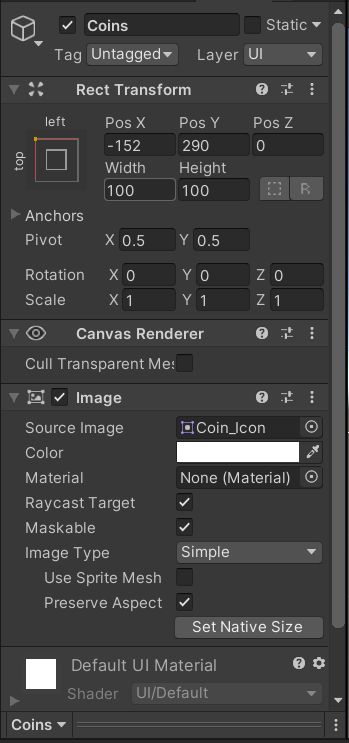 Coins Static
Tag Untagged Layer UI
Rect Transform
left Pos X Pos Y Pos Z
top -152 290 0
Width Height
100 100 R
Anchors
Pivot X 0.5 Y 0.5
Rotation X 0 Y 0 Z 0
Scale X 1 Y 1 Z 1
Canvas Renderer
Cull Transparent Mes
Image
Source Image Coin_Icon
Color
Material None (Material)
Raycast Target
Maskable
Image Type Simple
Use Sprite Mesh
Preserve Aspect
Set Native Size
Default UI Material
Shader UI/Default
Coins